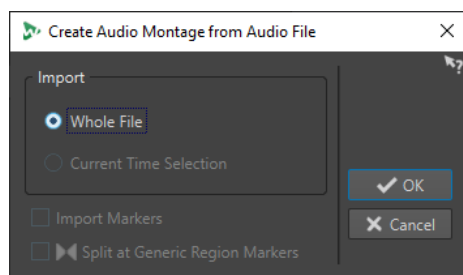 Create Audio Montage from Audio File
Import
Whole File
Current Time Selection
OK
Import Markers
Cancel
Split at Generic Region Markers